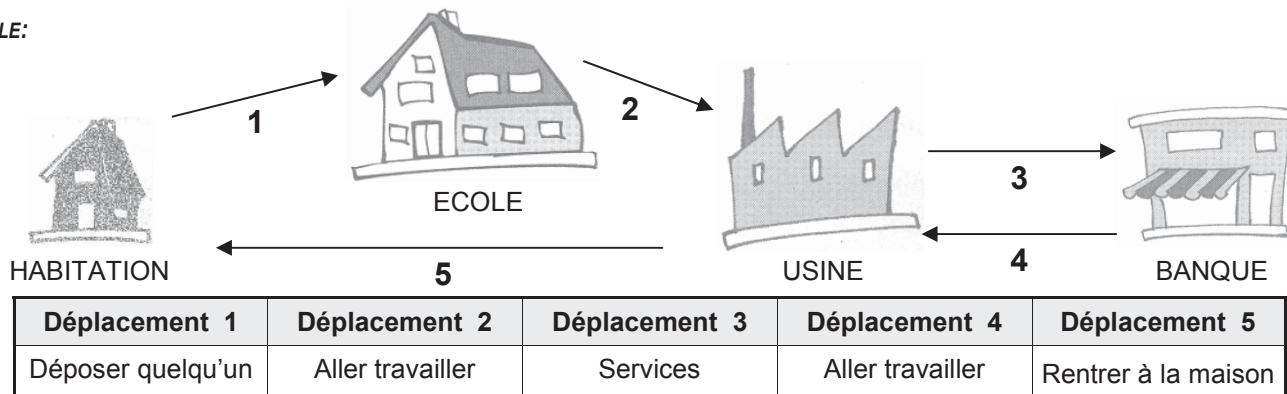 LE:
1
2
3
ECOLE
HABITATION
5
USINE
4
BANQUE
Déplacement 1 Déplacement 2 Déplacement 3 Déplacement 4 Déplacement 5
Déposer quelqu'un Aller travailler Services Aller travailler Rentrer à la maison